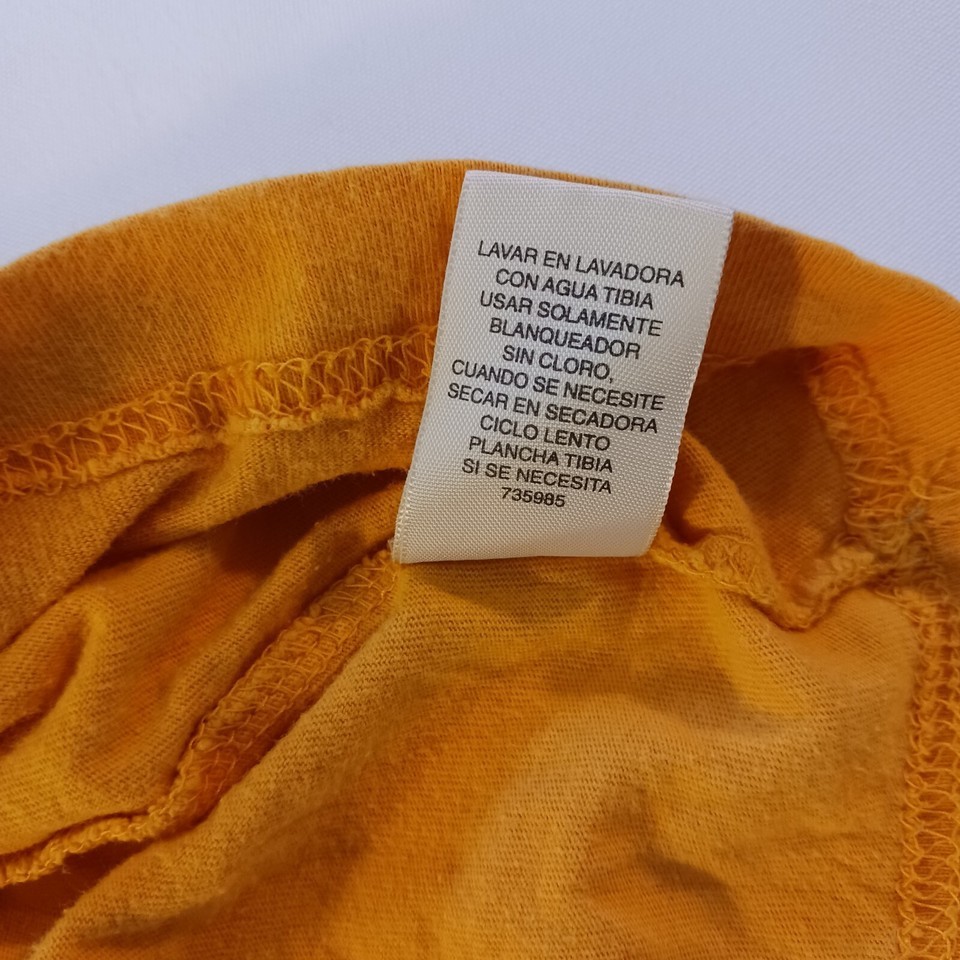 LAVAR EN LAVADORA
CON AGUA TIBIA
USAR SOLAMENTE
BLANQUEADOR
SIN CLORO,
CUANDO SE NECESITE
SECAR EN SECADORA
CICLO LENTO
PLANCHA TIBIA
SI SE NECESITA
735985